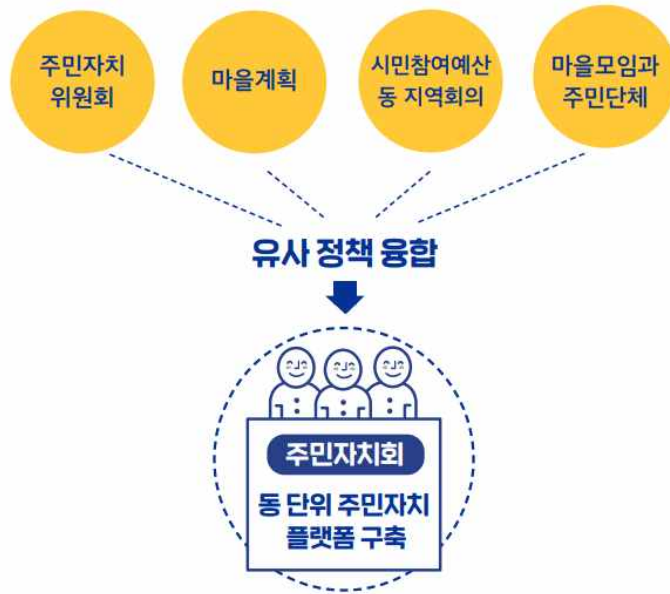 주민자치
위원회
마을계획
시민참여예산
동 지역회의
마을모임과
주민단체
유사 정책 융합
주민자치회
동 단위 주민자치
플랫폼 구축